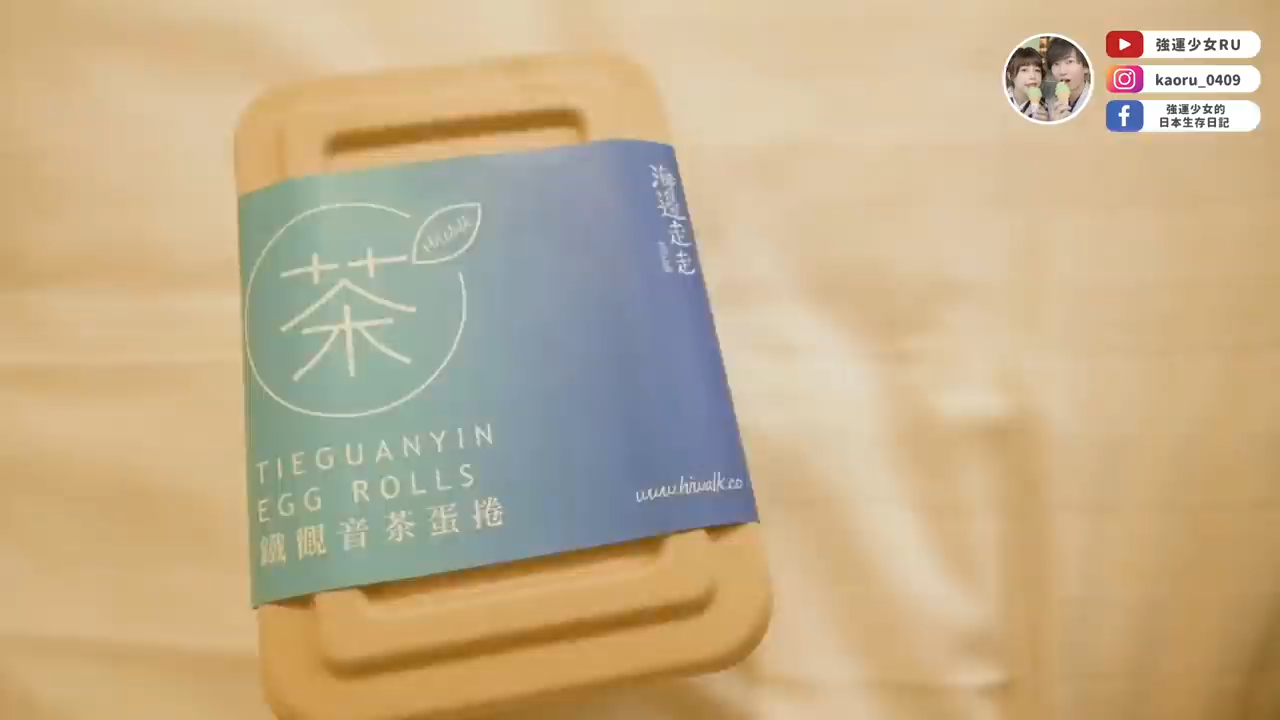 強運少女RU
kaoru_0409
強運少女的
日本生存日記
海邊走走
茶
Hiwalk
TIEGUANYIN
EGG ROLLS
鐵觀音茶蛋捲
www.hiwalk.co